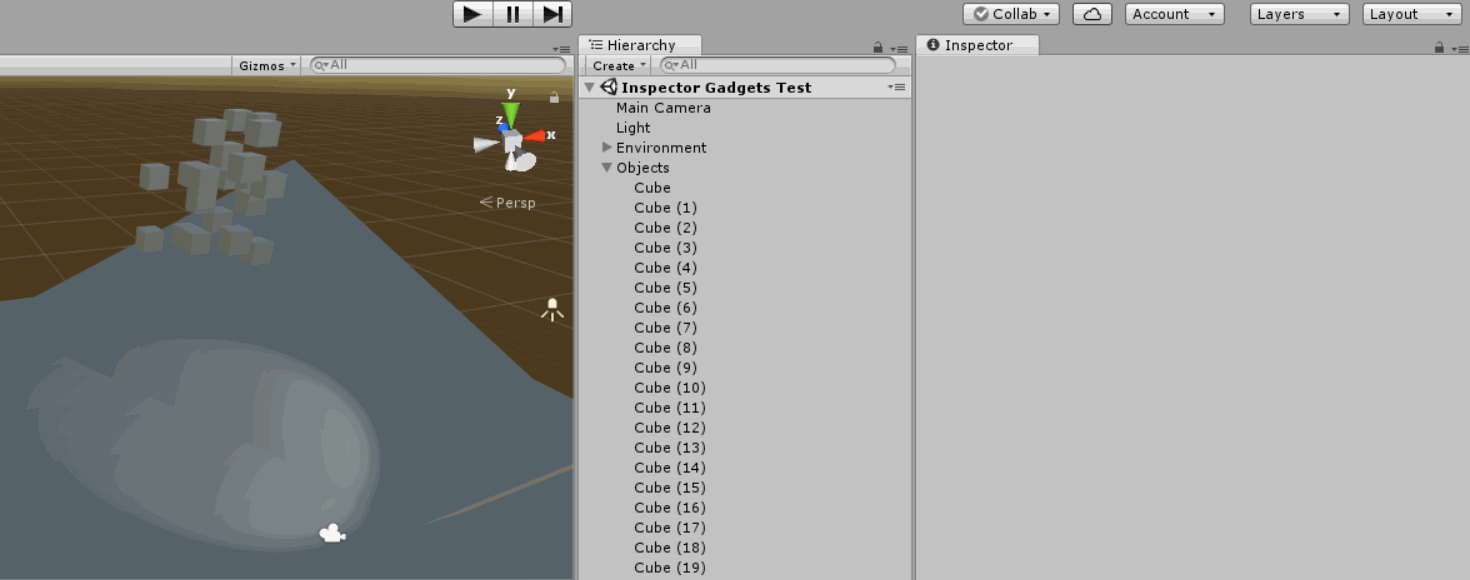 Collab
Account
Layers
Layout
Hierarchy
Inspector
Gizmos
All
Create
All
Inspector Gadgets Test
Main Camera
Light
Environment
Objects
Cube
Cube (1)
Cube (2)
Cube (3)
Cube (4)
Cube (5)
Cube (6)
Cube (7)
Cube (8)
Cube (9)
Cube (10)
Cube (11)
Cube (12)
Cube (13)
Cube (14)
Cube (15)
Cube (16)
Cube (17)
Cube (18)
Cube (19)
y
z
x
Persp